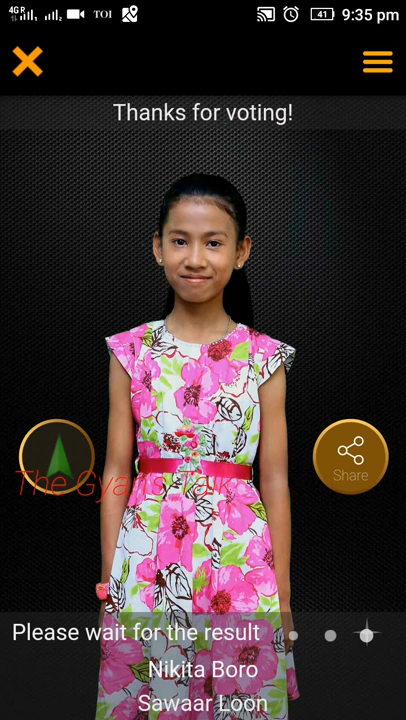 4G R TOI 41 9:35 pm
Thanks for voting!
Share
The Gyan's Talk
Please wait for the result
Nikita Boro
Sawaar Loon